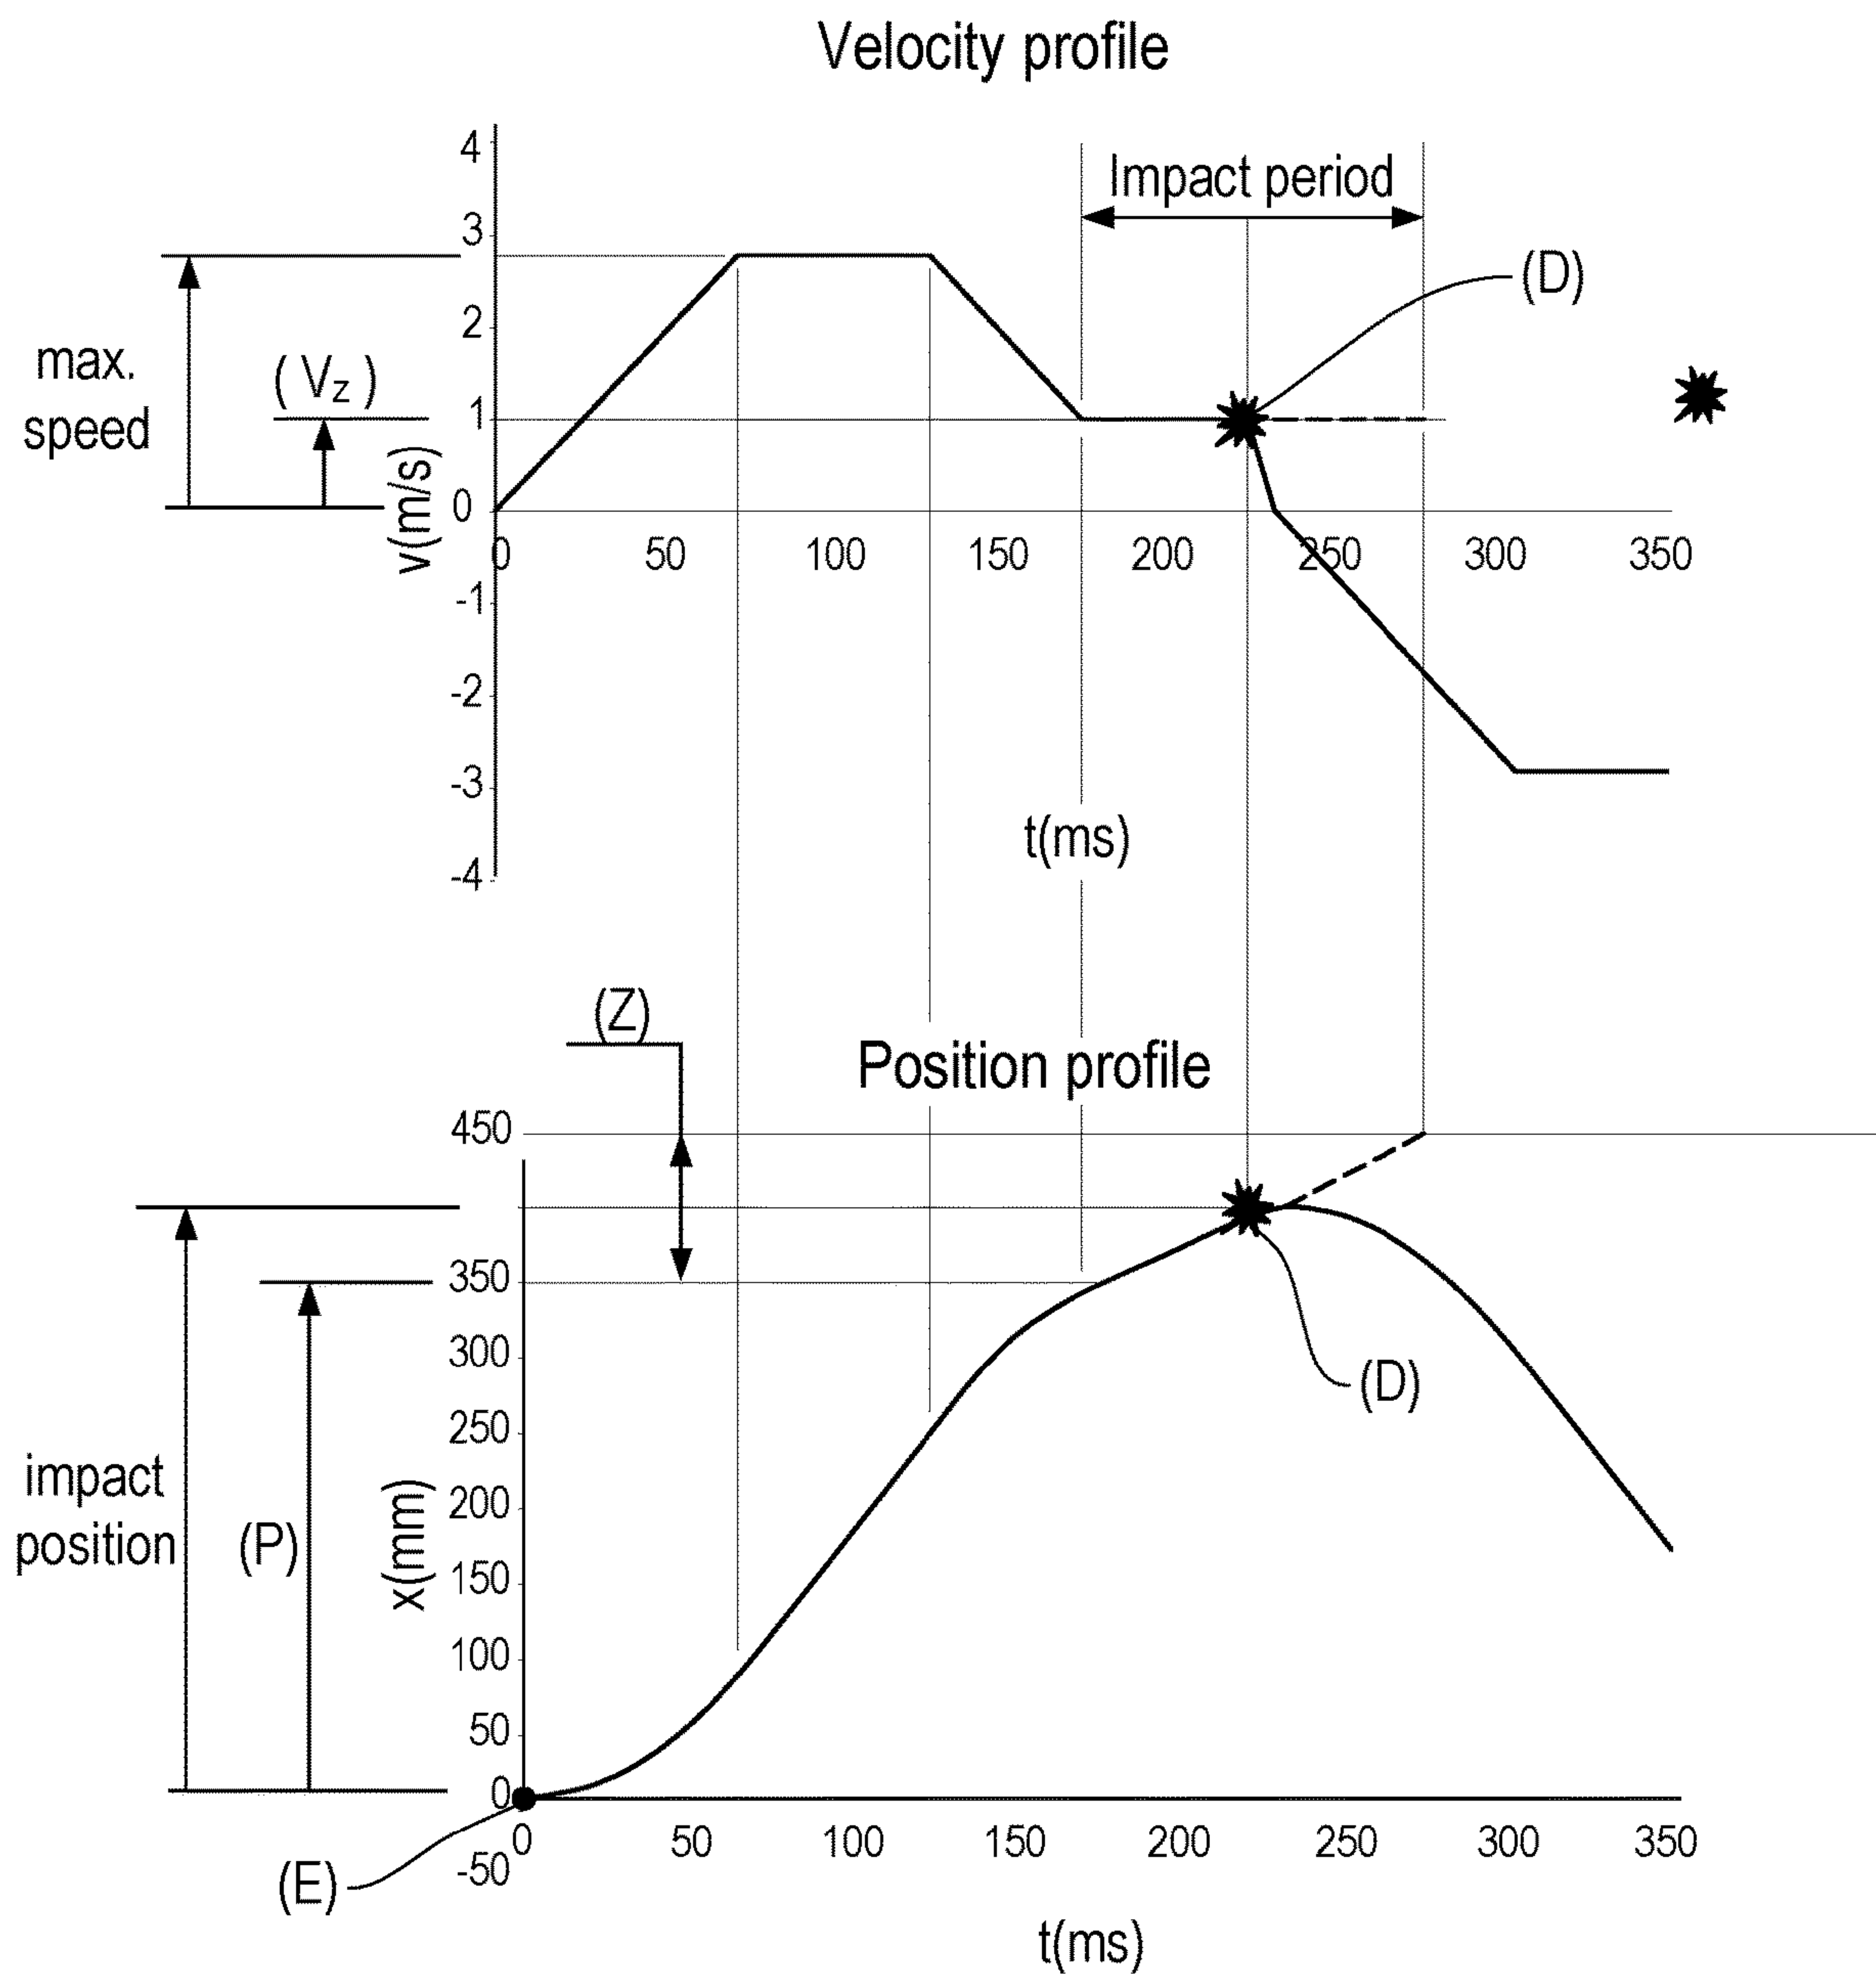 Velocity profile
4
Impact period
3
(D)
2
max.
speed
(Vz)
1
v(m/s)
0
0 50 100 150 200 250 300 350
-1
-2
-3
t(ms)
-4
(Z)
Position profile
450
350
300
(D)
250
impact
position
(P)
x(mm)
200
150
100
50
0
0 50 100 150 200 250 300 350
-50
(E)
t(ms)